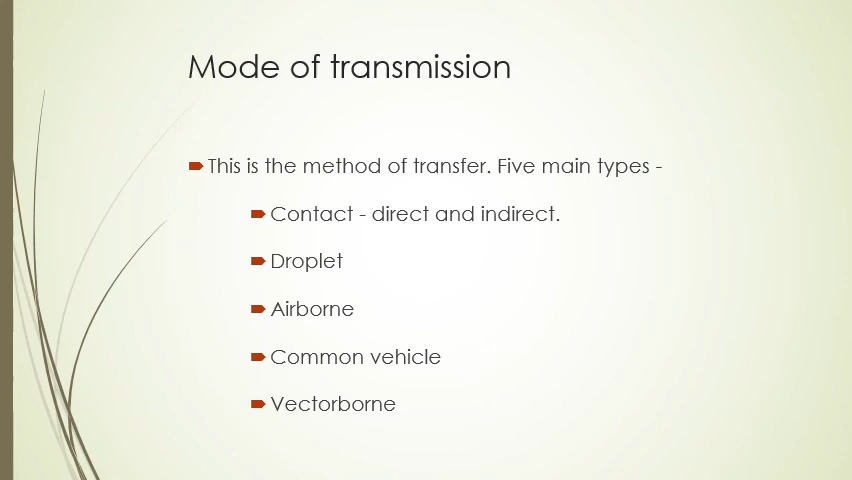 Mode of transmission
This is the method of transfer. Five main types -
Contact - direct and indirect.
Droplet
Airborne
Common vehicle
Vectorborne